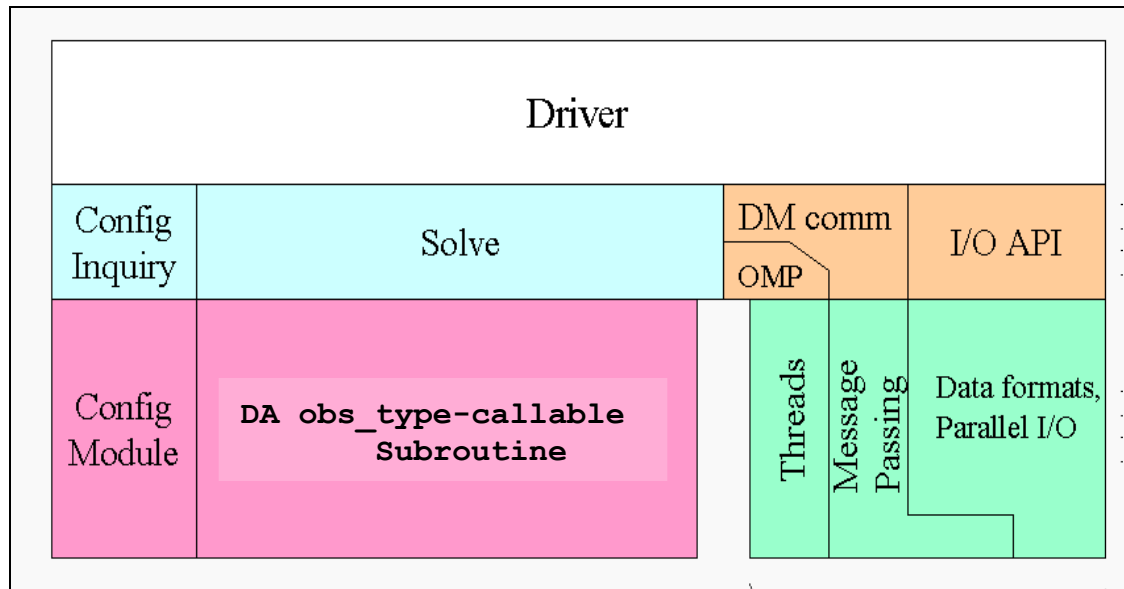 Driver
Config
Inquiry
Solve
DM comm
OMP
I/O API
Config
Module
DA obs_type-callable
Subroutine
Threads
Message
Passing
Data formats,
Parallel I/O